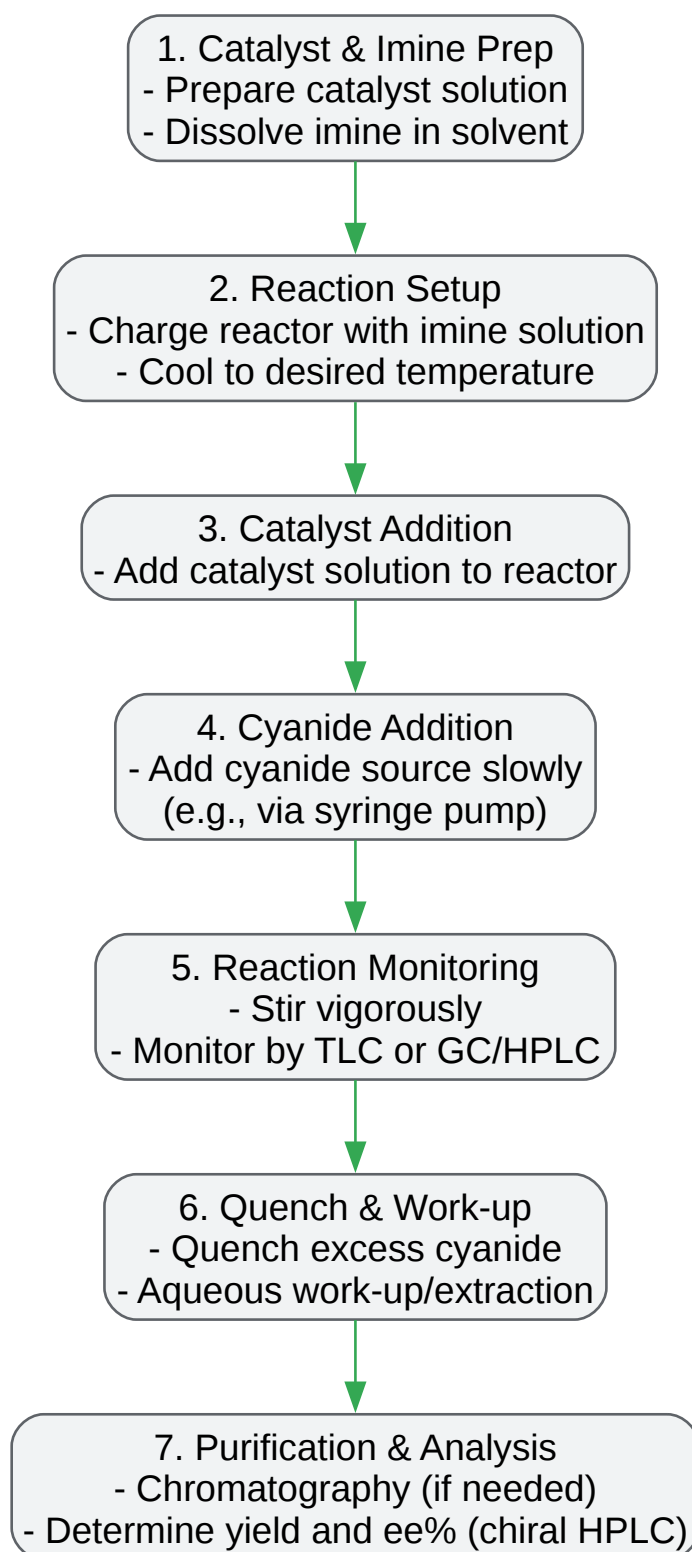 1. Catalyst & Imine Prep
- Prepare catalyst solution
- Dissolve imine in solvent
2. Reaction Setup
- Charge reactor with imine solution
- Cool to desired temperature
3. Catalyst Addition
- Add catalyst solution to reactor
4. Cyanide Addition
- Add cyanide source slowly
(e.g., via syringe pump)
5. Reaction Monitoring
- Stir vigorously
- Monitor by TLC or GC/HPLC
6. Quench & Work-up
- Quench excess cyanide
- Aqueous work-up/extraction
7. Purification & Analysis
- Chromatography (if needed)
- Determine yield and ee% (chiral HPLC)